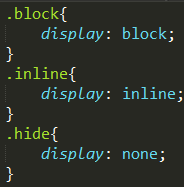 .block{
    display: block;
}
.inline{
    display: inline;
}
.hide{
    display: none;
}